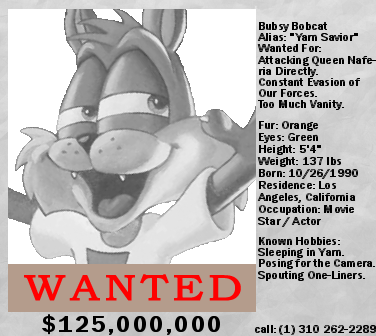 Bubsy Bobcat
Alias: "Yarn Savior"
Wanted For:
Attacking Queen Nafe-
ria Directly.
Constant Evasion of
Our Forces.
Too Much Vanity.
Fur: Orange
Eyes: Green
Height: 5'4"
Weight: 137 lbs
Born: 10/26/1990
Residence: Los
Angeles, California
Occupation: Movie
Star/Actor
Known Hobbies:
Sleeping in Yarn.
Posing for the Camera.
Spouting One-Liners.
WANTED
$125,000,000
call: (1) 310 262-2289